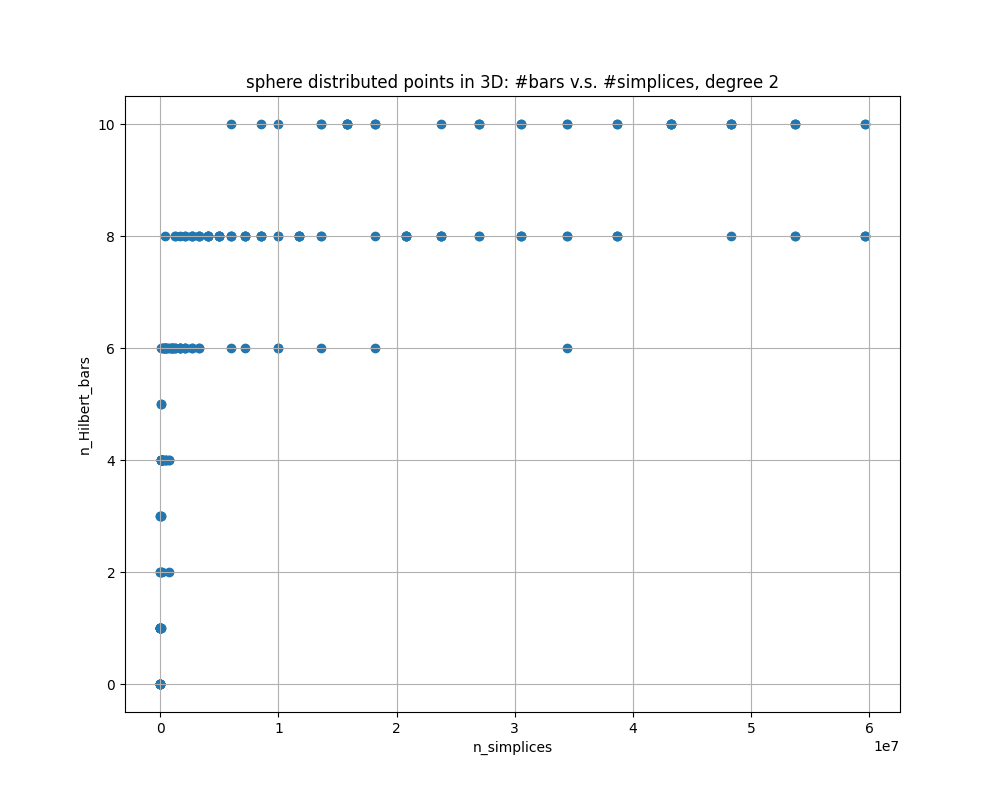 sphere distributed points in 3D: #bars v.s. #simplices, degree 2
10
8
6
4
2
0
n_Hilbert_bars
0 1 2 3 4 5 6
1e7
n_simplices